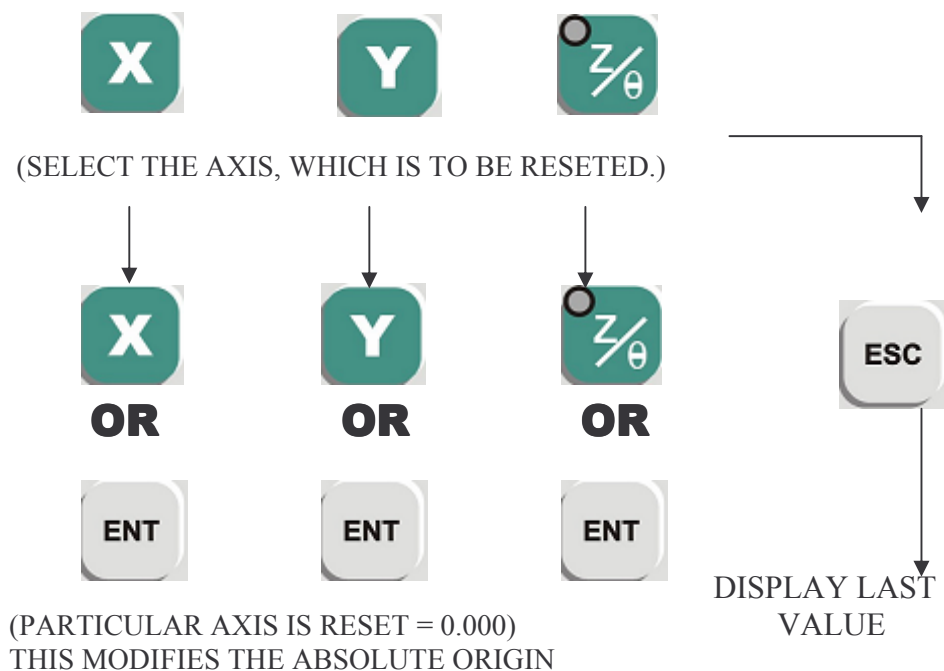 X Y Z/θ
(SELECT THE AXIS, WHICH IS TO BE RESETED.)
X Y Z/θ
ESC
OR OR OR
ENT ENT ENT
DISPLAY LAST
VALUE
(PARTICULAR AXIS IS RESET = 0.000)
THIS MODIFIES THE ABSOLUTE ORIGIN